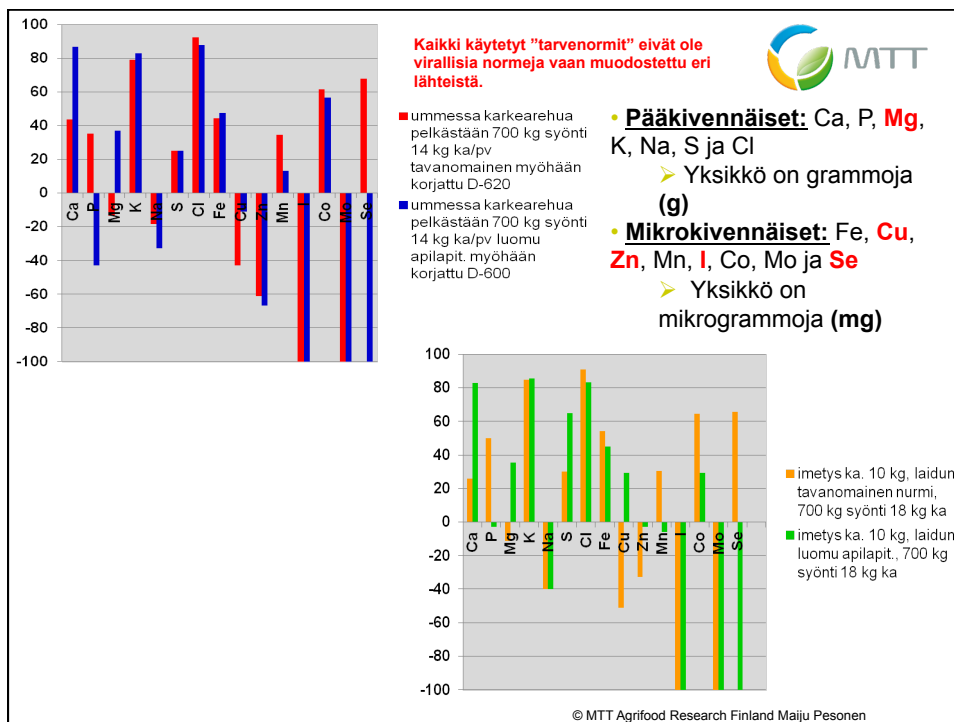 100
80
60
40
20
0
-20
-40
-60
-80
-100
Ca
P
Mg
K
Na
S
Cl
Fe
Cu
Zn
Mn
I
Co
Mo
Se
Kaikki käytetyt ”tarvenormit” eivät ole
virallisia normeja vaan muodostettu eri
lähteistä.
MTT
ummessa karkearehua
pelkästään 700 kg syönti
14 kg ka/pv
tavanomainen myöhään
korjattu D-620
ummessa karkearehua
pelkästään 700 kg syönti
14 kg ka/pv luomu
apilapit. myöhään
korjattu D-600
• Pääkivennäiset: Ca, P, Mg,
K, Na, S ja Cl
➢ Yksikkö on grammoja
(g)
• Mikrokivennäiset: Fe, Cu,
Zn, Mn, I, Co, Mo ja Se
➢ Yksikkö on
mikrogrammoja (mg)
100
80
60
40
20
0
-20
-40
-60
-80
-100
Ca
P
Mg
K
Na
S
Cl
Fe
Cu
Zn
Mn
I
Co
Mo
Se
imetys ka. 10 kg, laidun
tavanomainen nurmi,
700 kg syönti 18 kg ka
imetys ka. 10 kg, laidun
luomu apilapit., 700 kg
syönti 18 kg ka
© MTT Agrifood Research Finland Maiju Pesonen